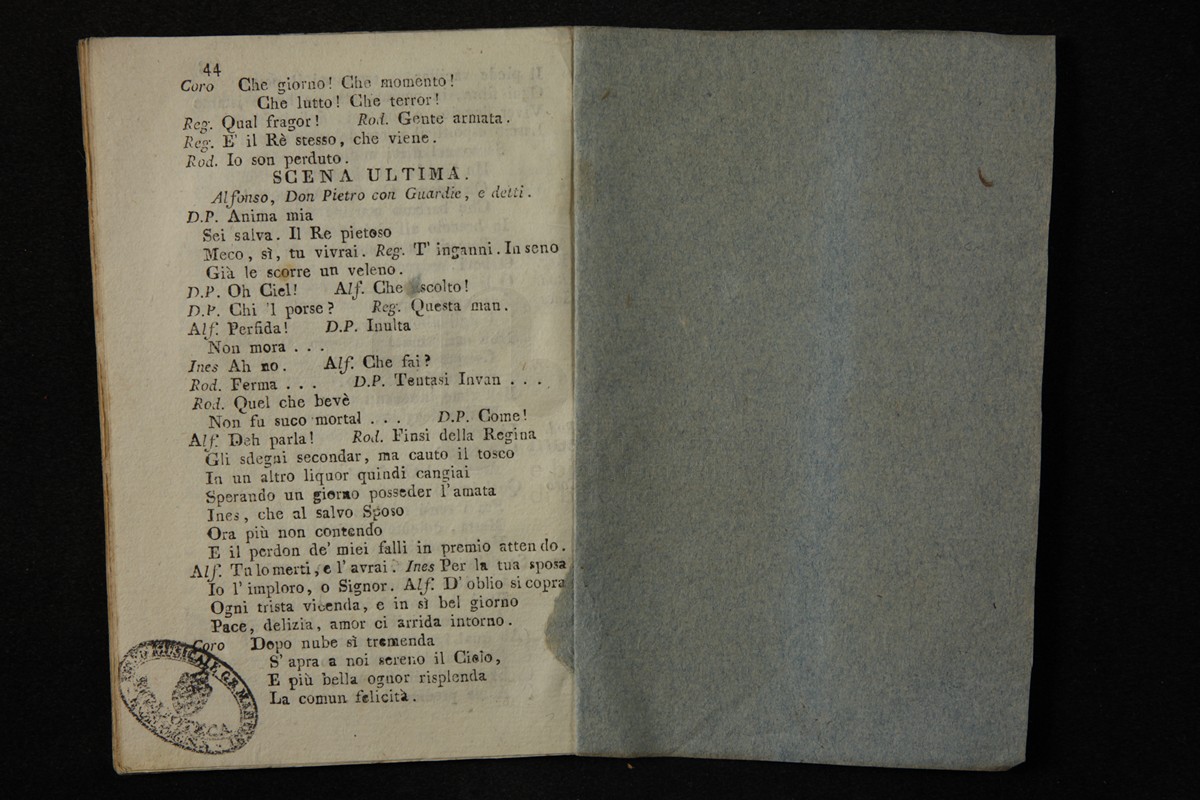 44
Coro Che giorno! Che momento!
Che lutto! Che terror!
Reg. Qual fragor! Rod. Gente armata.
Reg. E' il Rè stesso, che viene.
Rod. Io son perduto.
SCENA ULTIMA.
Alfonso, Don Pietro con Guardie, e detti.
D.P. Anima mia
Sei salva. Il Re pietoso
Meco, sì, tu vivrai. Reg. T' inganni. In seno
Già le scorre un veleno.
D.P. Oh Ciel! Alf. Che scolto!
D.P. Chi 'l porse? Reg. Questa man.
Alf. Perfida! D.P. Inulta
Non mora . . .
Ines Ah no. Alf. Che fai?
Rod. Ferma . . . D.P. Tentasi Invan . . .
Rod. Quel che bevè
Non fu suco mortal . . . D.P. Come!
Alf. Deh parla! Rod. Finsi della Regina
Gli sdegni secondar, ma cauto il tosco
In un altro liquor quindi cangiai
Sperando un giorno posseder l'amata
Ines, che al salvo Sposo
Ora più non contendo
E il perdon de' miei falli in premio attendo.
Alf. Tu lo merti, e l' avrai. Ines Per la tua sposa
Io l' imploro, o Signor. Alf. D' oblio si copra
Ogni trista vicenda, e in sì bel giorno
Pace, delizia, amor ci arrida intorno.
Coro Dopo nube sì tremenda
S' apra a noi sereno il Cielo,
E più bella ognor risplenda
La comun felicità.
MUSICALE